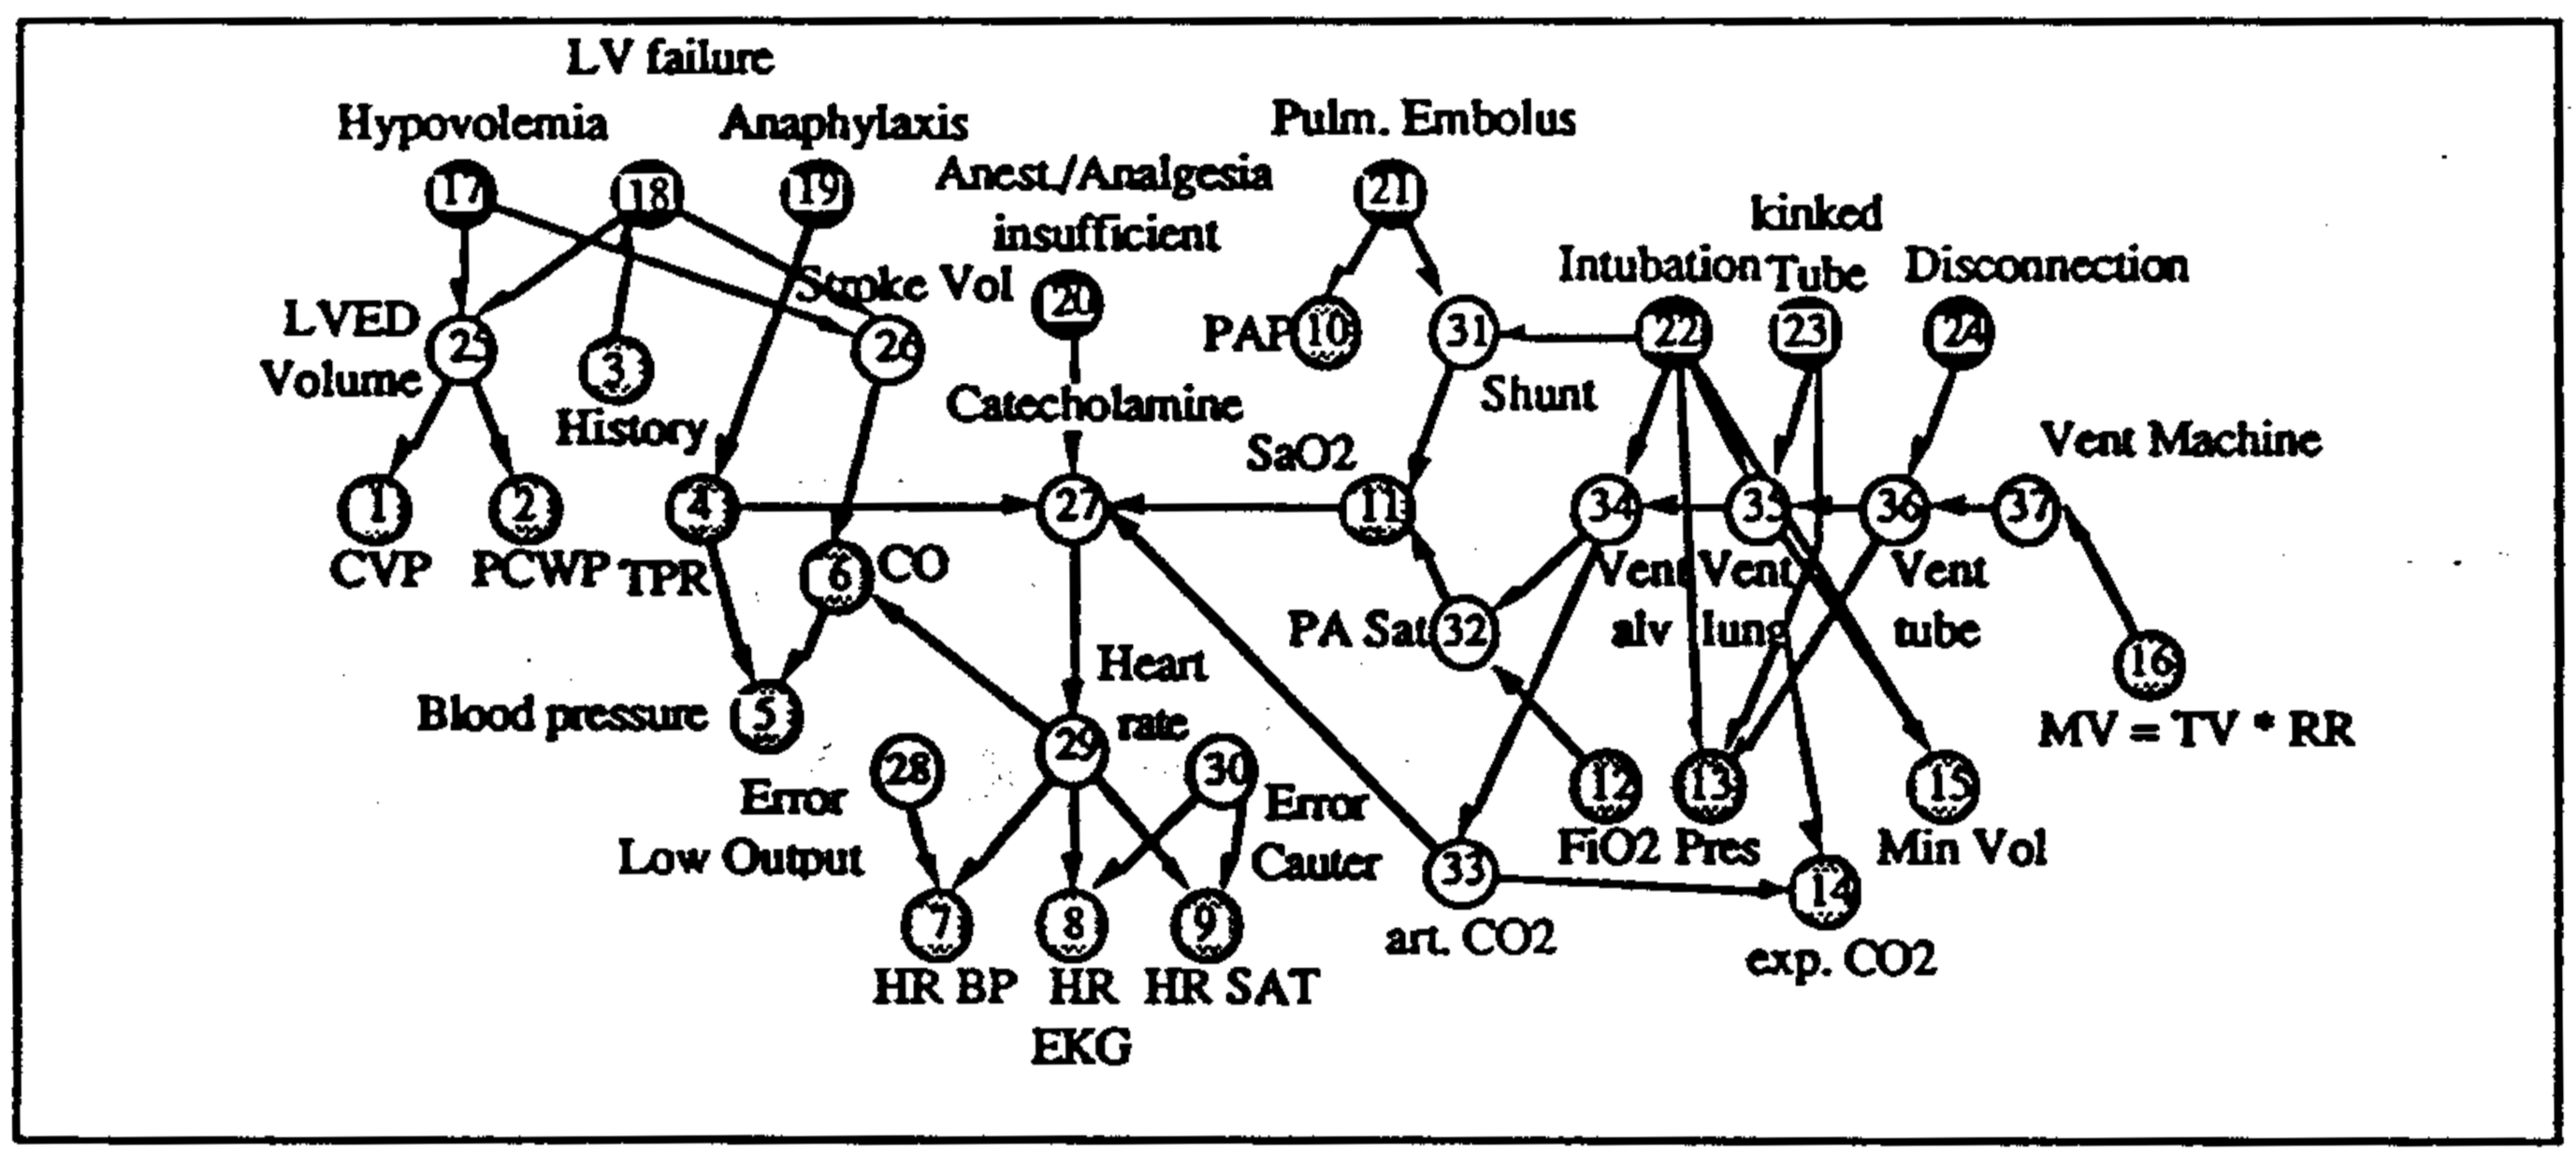 LV failure
Hypovolemia
Anaphylaxis
Pulm. Embolus
17
18
19
Anest./Analgesia
insufficient
21
kinked
Tube
Intubation
Disconnection
Stroke Vol
20
LVED
Volume
25
3
History
26
PAP
10
31
Shunt
22
23
24
Catecholamine
SaO2
Vent Machine
1
CVP
2
PCWP
4
TPR
27
11
34
35
36
37
6
CO
Vent
alv
Vent
lung
Vent
tube
PA Sat
32
16
MV = TV * RR
Blood pressure
5
Heart
rate
28
29
30
Error
Low Output
Error
Cauter
12
13
15
FiO2
Pres
Min Vol
33
14
art. CO2
exp. CO2
7
8
9
HR BP
HR
EKG
HR SAT